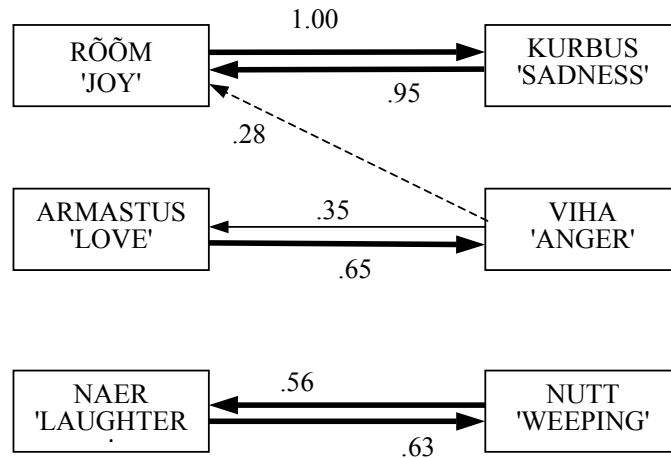 1.00
RÕÕM
'JOY'
KURBUS
'SADNESS'
.95
.28
ARMASTUS
'LOVE'
.35
VIHA
'ANGER'
.65
NAER
'LAUGHTER
.56
NUTT
'WEEPING'
.63